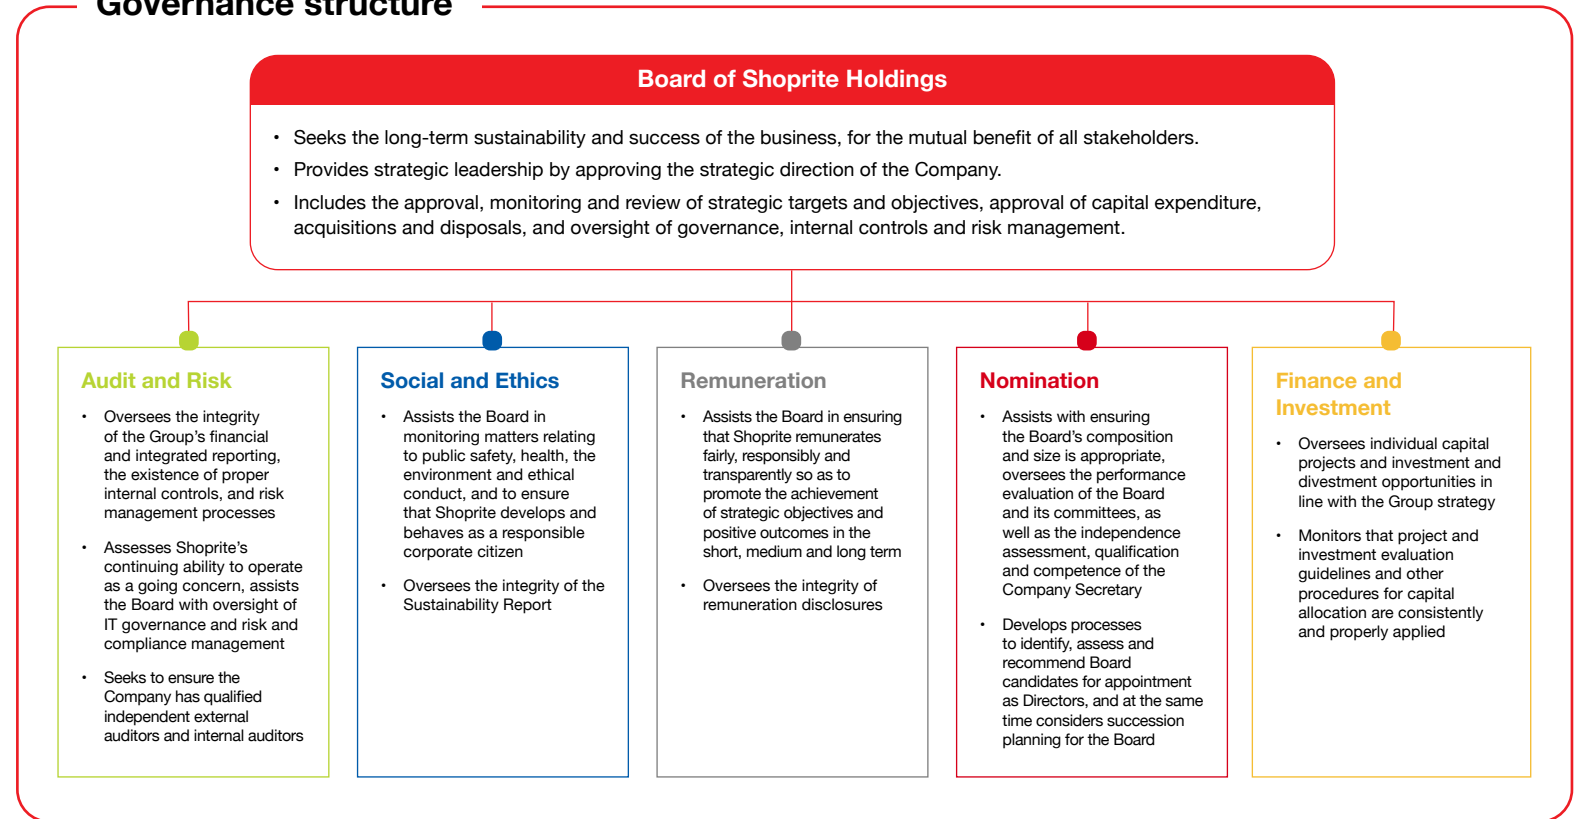 Governance structure
Board of Shoprite Holdings
• Seeks the long-term sustainability and success of the business, for the mutual benefit of all stakeholders.
• Provides strategic leadership by approving the strategic direction of the Company.
• Includes the approval, monitoring and review of strategic targets and objectives, approval of capital expenditure,
acquisitions and disposals, and oversight of governance, internal controls and risk management.
Audit and Risk
• Oversees the integrity
of the Group’s financial
and integrated reporting,
the existence of proper
internal controls, and risk
management processes
• Assesses Shoprite’s
continuing ability to operate
as a going concern, assists
the Board with oversight of
IT governance and risk and
compliance management
• Seeks to ensure the
Company has qualified
independent external
auditors and internal auditors
Social and Ethics
• Assists the Board in
monitoring matters relating
to public safety, health, the
environment and ethical
conduct, and to ensure
that Shoprite develops and
behaves as a responsible
corporate citizen
• Oversees the integrity of the
Sustainability Report
Remuneration
• Assists the Board in ensuring
that Shoprite remunerates
fairly, responsibly and
transparently so as to
promote the achievement
of strategic objectives and
positive outcomes in the
short, medium and long term
• Oversees the integrity of
remuneration disclosures
Nomination
• Assists with ensuring
the Board’s composition
and size is appropriate,
oversees the performance
evaluation of the Board
and its committees, as
well as the independence
assessment, qualification
and competence of the
Company Secretary
• Develops processes
to identify, assess and
recommend Board
candidates for appointment
as Directors, and at the same
time considers succession
planning for the Board
Finance and
Investment
• Oversees individual capital
projects and investment and
divestment opportunities in
line with the Group strategy
• Monitors that project and
investment evaluation
guidelines and other
procedures for capital
allocation are consistently
and properly applied